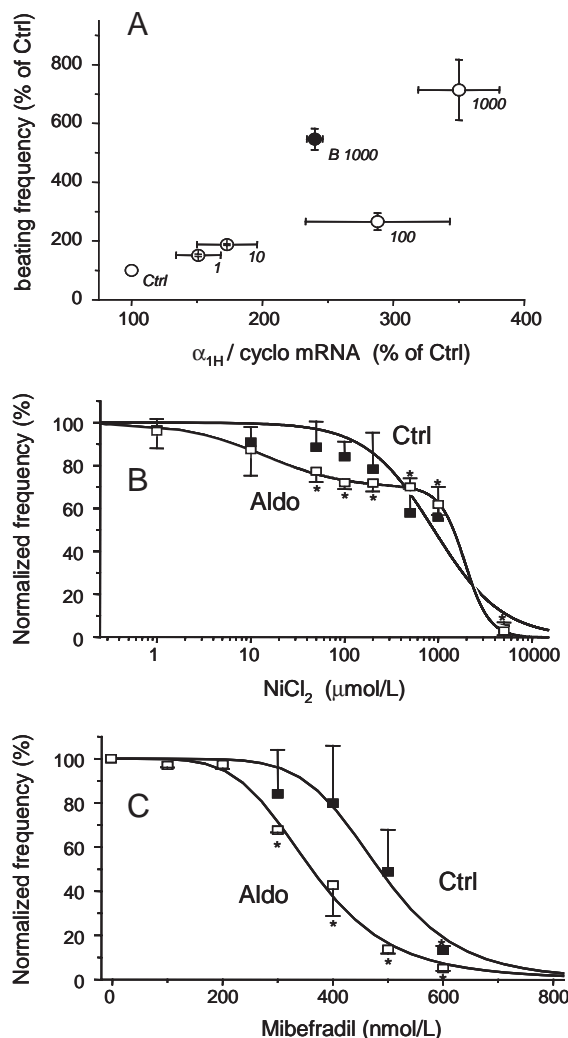 A
beating frequency (% of Ctrl)
800
600
400
200
0
1000
B 1000
100
10
1
Ctrl
100 200 300 400
α1H / cyclo mRNA (% of Ctrl)
B
Normalized frequency (%)
100
80
60
40
20
0
Ctrl
Aldo
* * * * * *
1 10 100 1000 10000
NiCl2 (μmol/L)
C
Normalized frequency (%)
100
80
60
40
20
0
Aldo
Ctrl
* * * * *
0 200 400 600 800
Mibefradil (nmol/L)